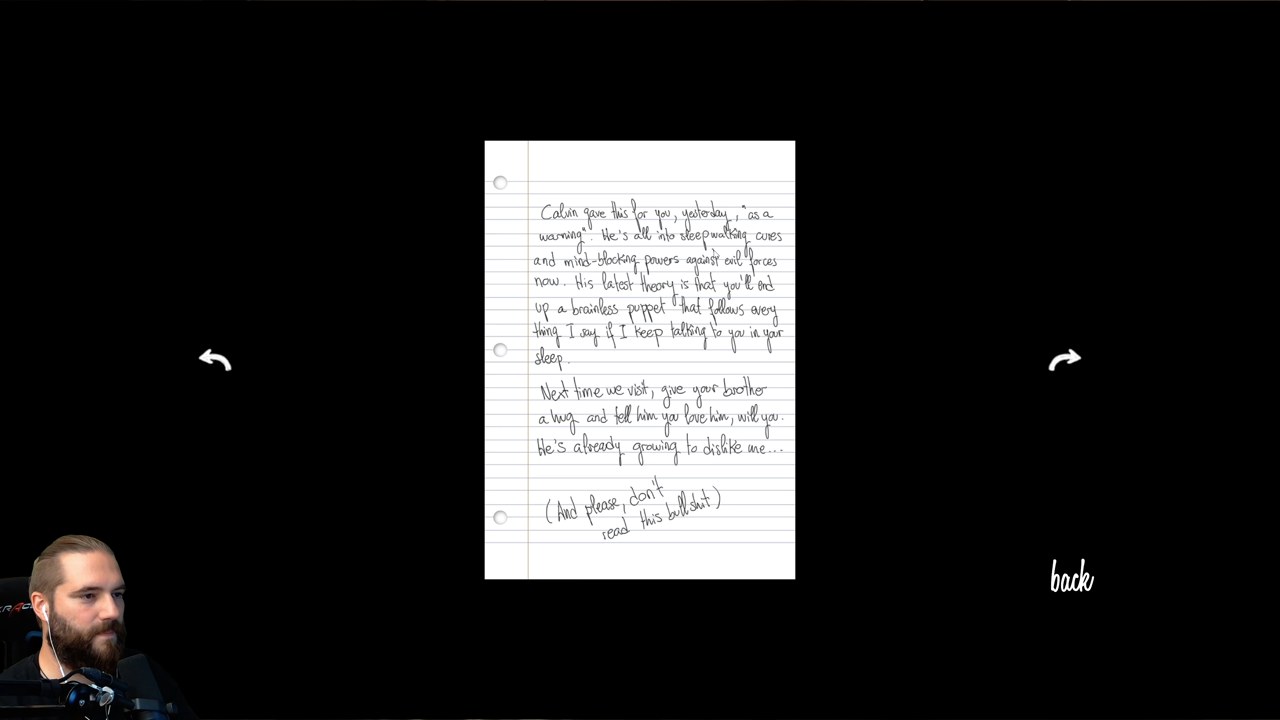 Calvin gave this for you, yesterday, "as a
warning". He's all into sleepwalking cures
and mind-blocking powers against evil forces
now. His latest theory is that you'll end
up a brainless puppet that follows every
thing I say if I keep talking to you in your
sleep.
Next time we visit, give your brother
a hug and tell him you love him, will you.
He's already growing to dislike me...
(And please, don't
read this bullshit)
back